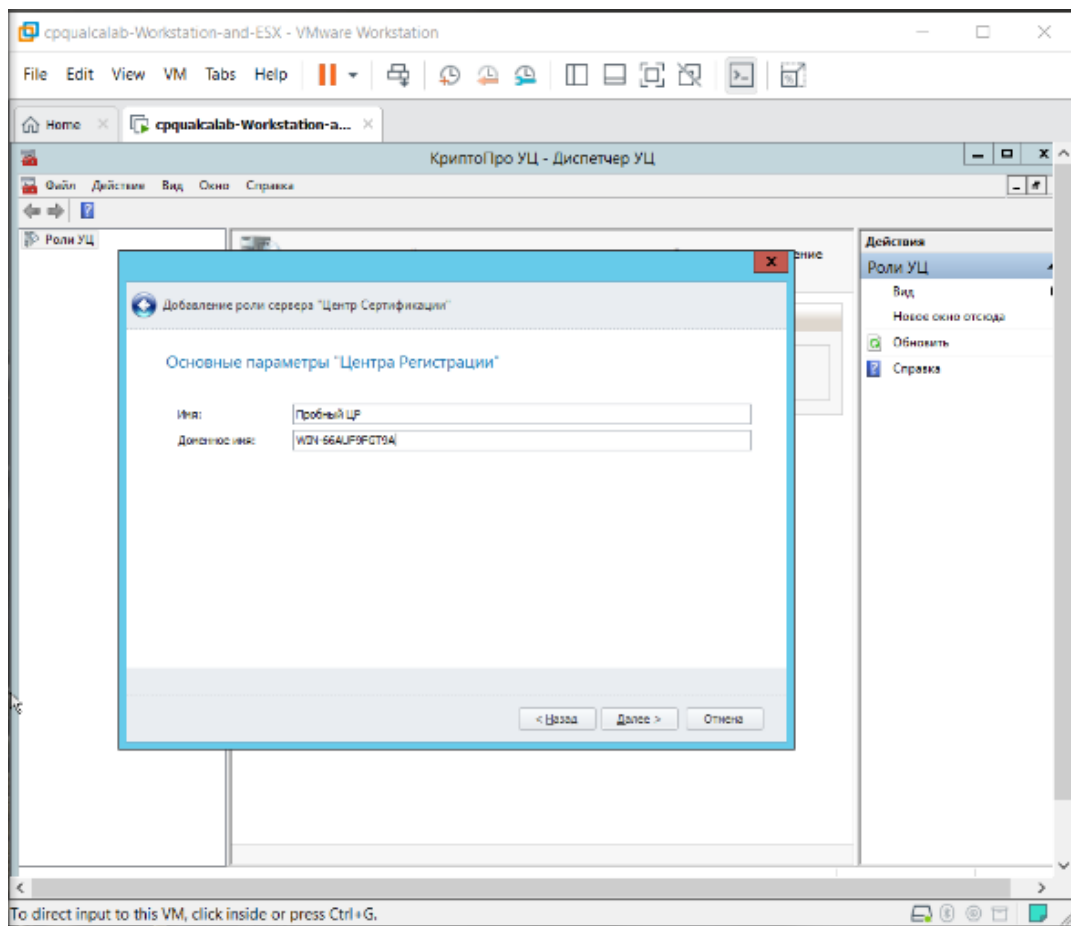 cpqualcalab-Workstation-and-ESX - VMware Workstation
File Edit View VM Tabs Help
Home
cpqualcalab-Workstation-a...
КриптоПро УЦ - Диспетчер УЦ
Файл Действие Вид Окно Справка
Роли УЦ
Действия
Роли УЦ
Вид
Новое окно отсюда
Обновить
Справка
Добавление роли сервера "Центр Сертификации"
Основные параметры "Центра Регистрации"
Имя: Пробный ЦР
Доменное имя: WIN-66AUF9FGT9A
< Назад Далее > Отмена
To direct input to this VM, click inside or press Ctrl+G.